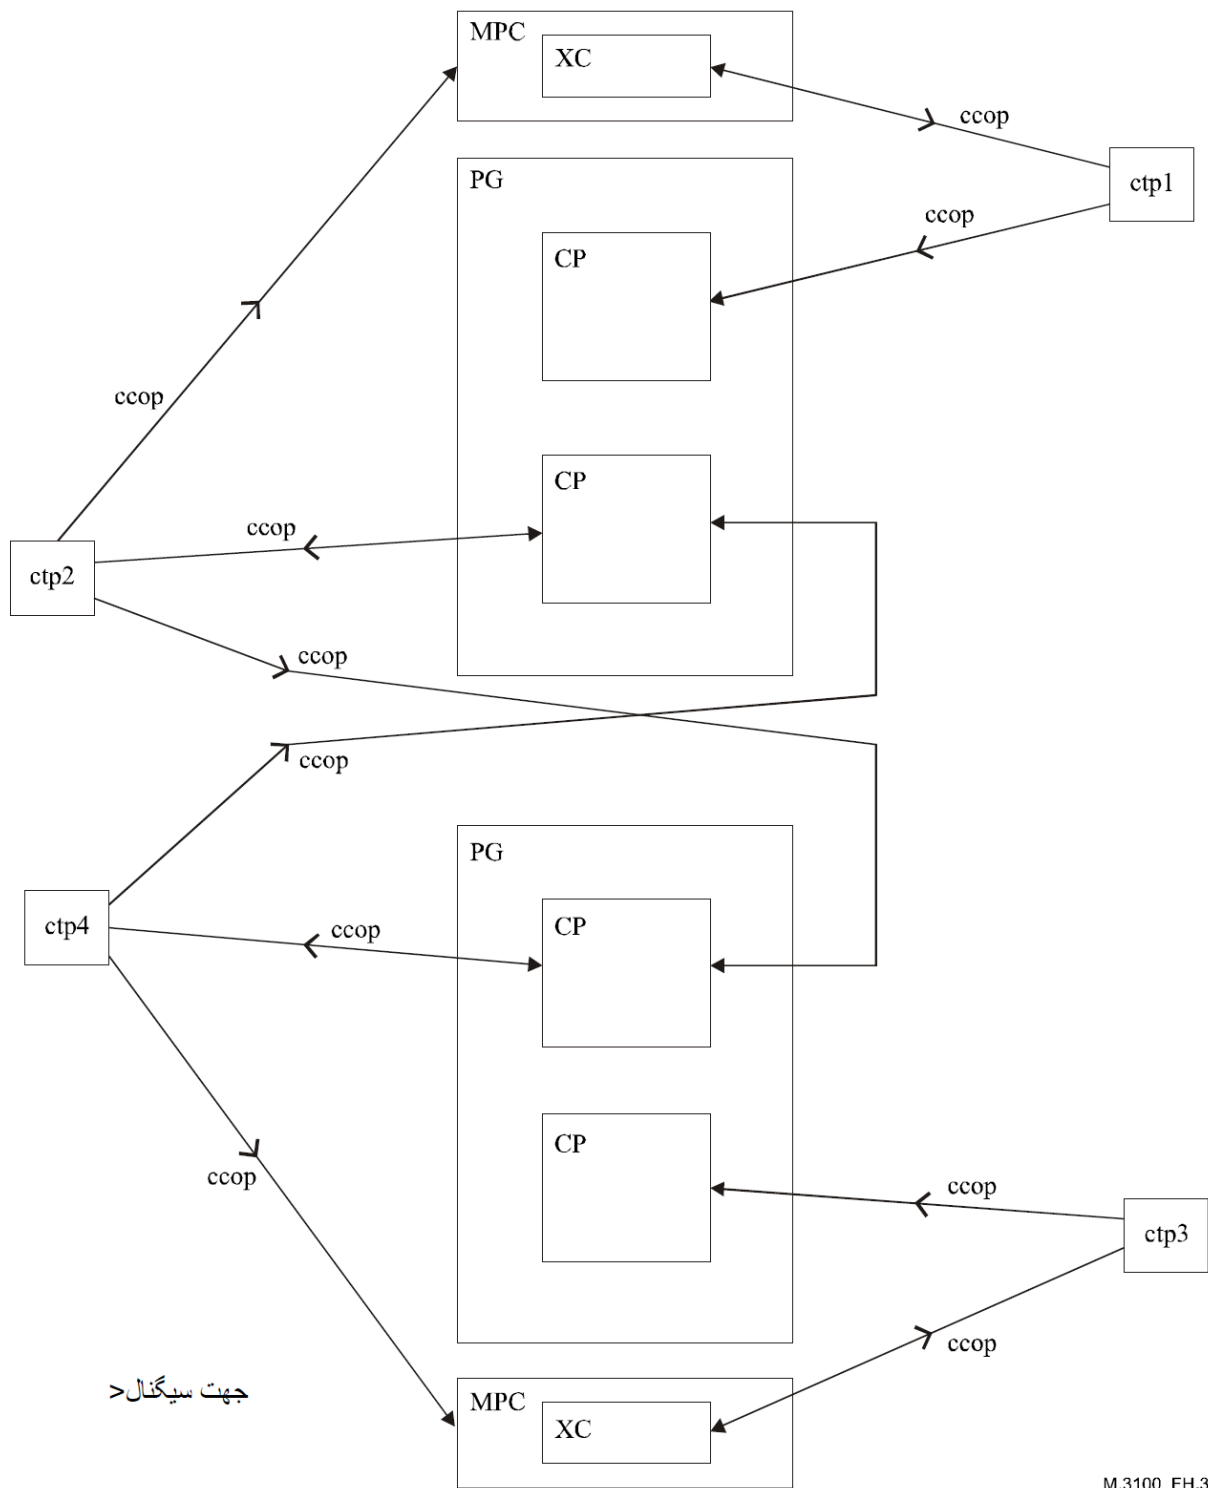 MPC
XC
ccop
ctp1
PG
ccop
CP
ccop
CP
ccop
ctp2
ccop
ccop
PG
ctp4
CP
ccop
CP
ccop
ccop
ctp3
ccop
جهت سیگنال<
MPC
XC
M.3100_FH.3